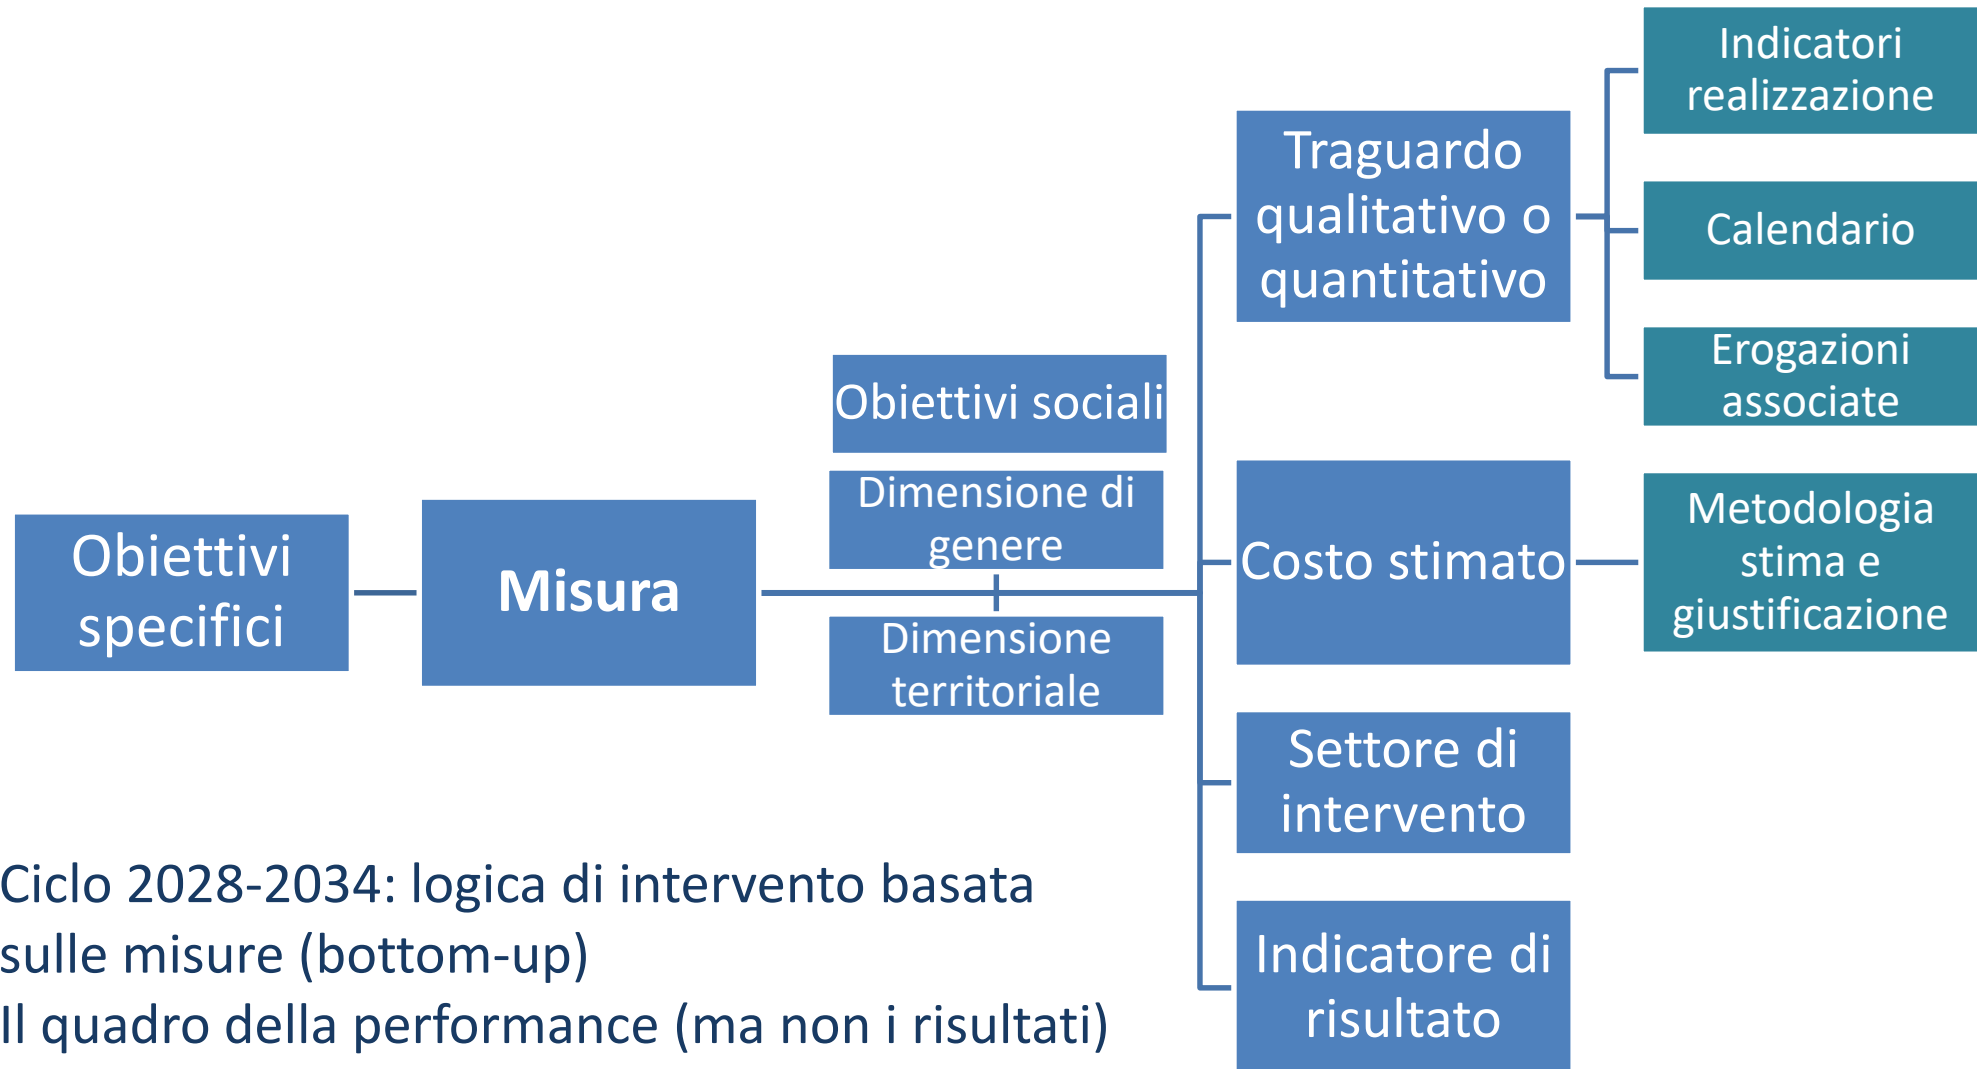 Obiettivi
specifici
Misura
Obiettivi sociali
Dimensione di
genere
Dimensione
territoriale
Traguardo
qualitativo o
quantitativo
Indicatori
realizzazione
Calendario
Erogazioni
associate
Costo stimato
Metodologia
stima e
giustificazione
Settore di
intervento
Indicatore di
risultato
Ciclo 2028-2034: logica di intervento basata
sulle misure (bottom-up)
Il quadro della performance (ma non i risultati)